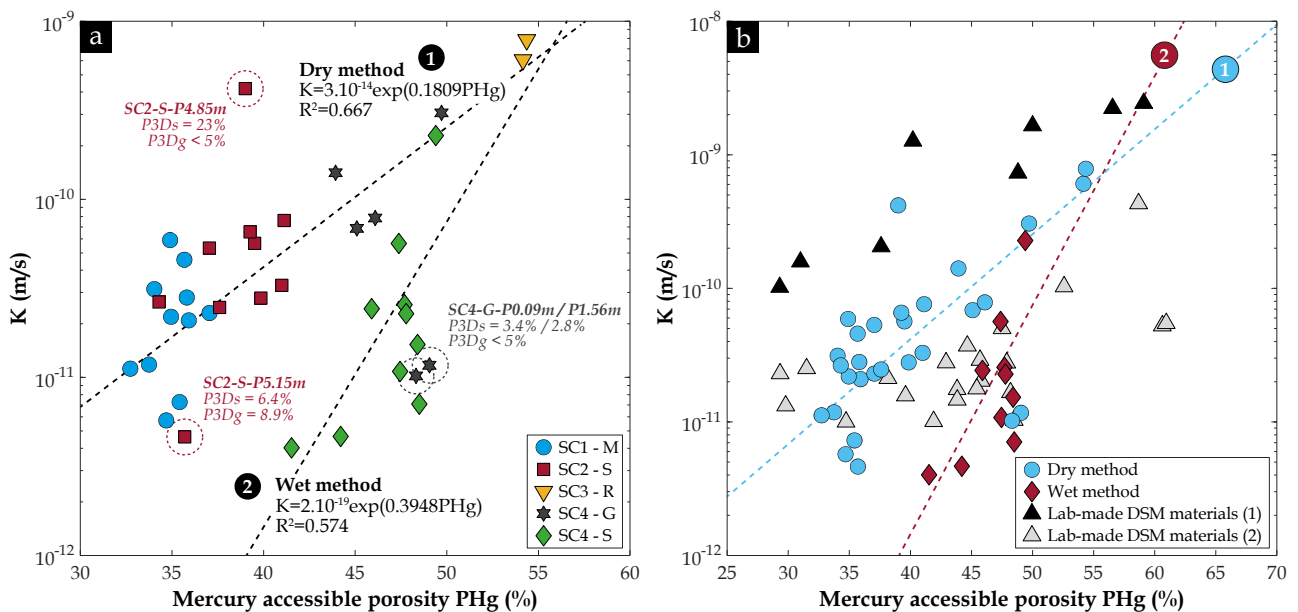 a
10⁻⁹
10⁻¹⁰
10⁻¹¹
10⁻¹²
K (m/s)
30
35
40
45
50
55
60
Mercury accessible porosity PHg (%)
1
Dry method
K=3.10⁻¹⁴exp(0.1809PHg)
R²=0.667
SC2-S-P4.85m
P3Ds = 23%
P3Dg < 5%
SC4-G-P0.09m / P1.56m
P3Ds = 3.4% / 2.8%
P3Dg < 5%
SC2-S-P5.15m
P3Ds = 6.4%
P3Dg = 8.9%
2
Wet method
K=2.10⁻¹⁹exp(0.3948PHg)
R²=0.574
SC1 - M
SC2 - S
SC3 - R
SC4 - G
SC4 - S
b
10⁻⁸
10⁻⁹
10⁻¹⁰
10⁻¹¹
10⁻¹²
K (m/s)
25
30
35
40
45
50
55
60
65
70
Mercury accessible porosity PHg (%)
2
1
Dry method
Wet method
Lab-made DSM materials (1)
Lab-made DSM materials (2)